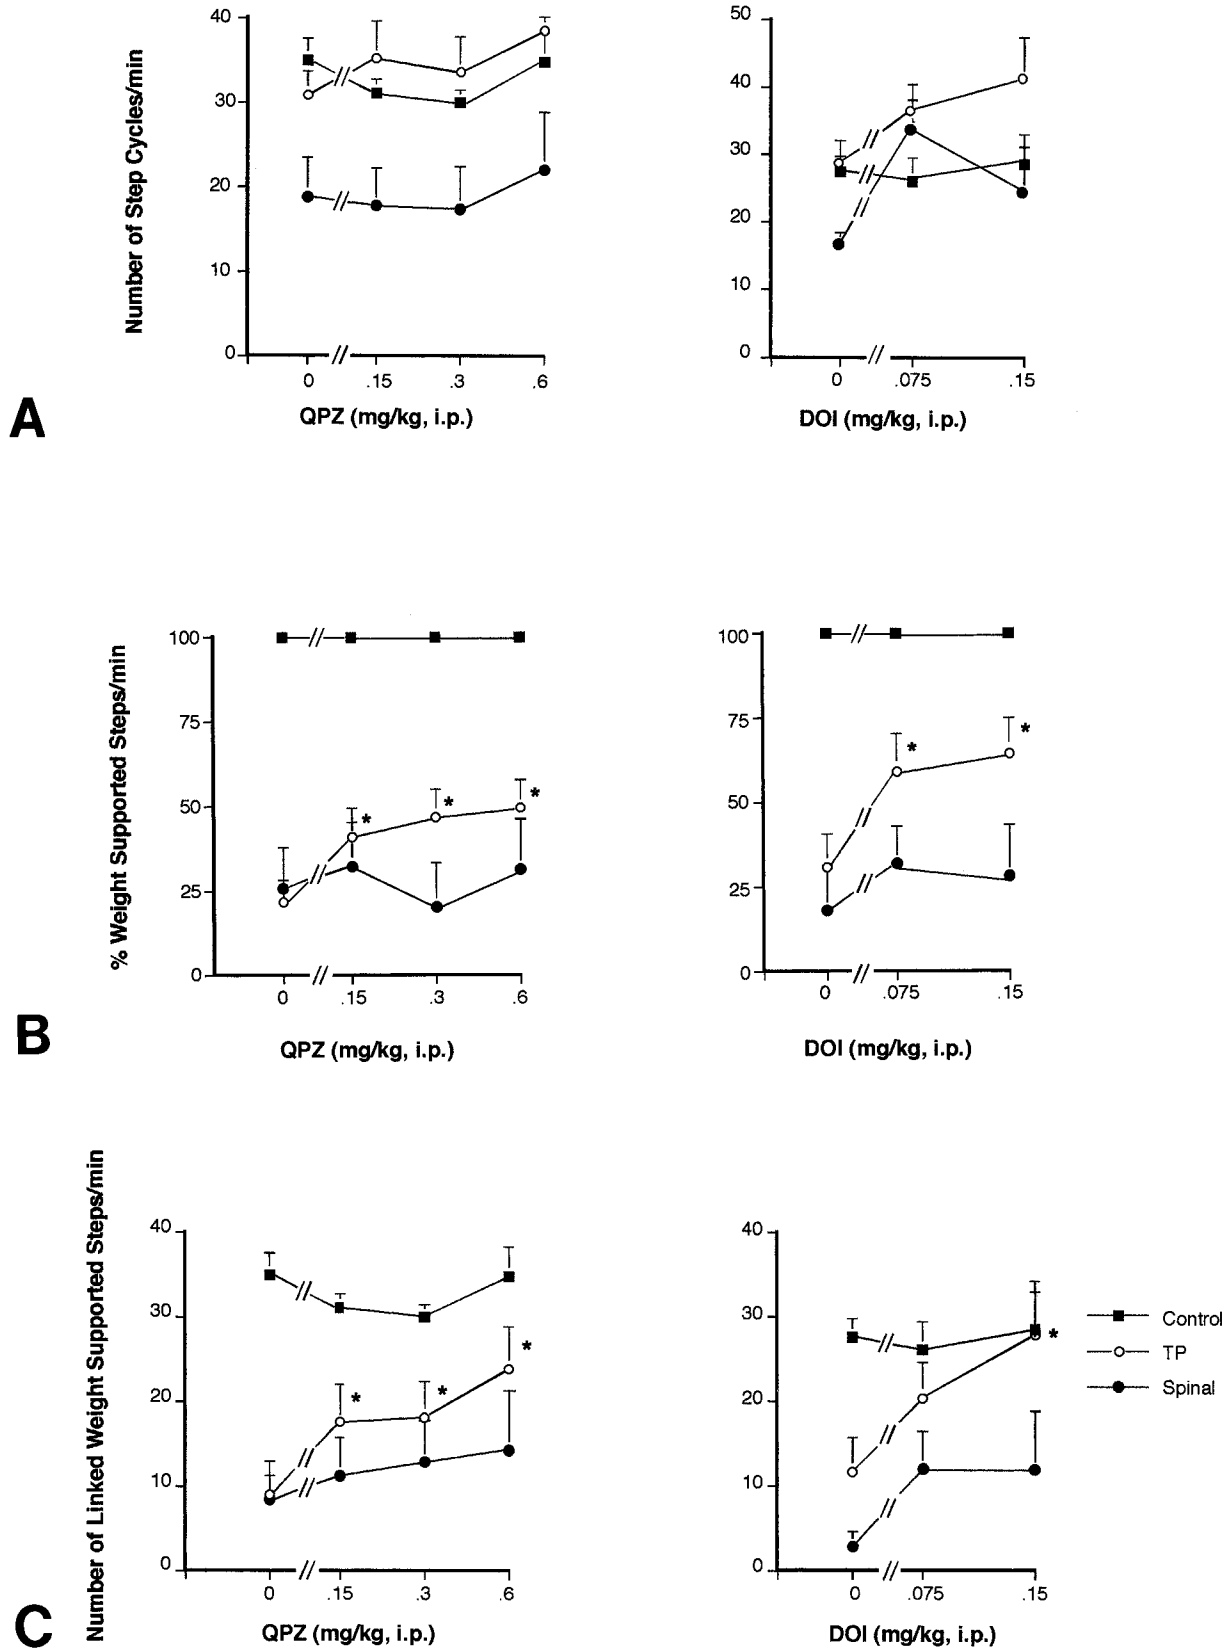 Number of Step Cycles/min
40
30
20
10
0
0 .15 .3 .6
QPZ (mg/kg, i.p.)
50
40
30
20
10
0
0 .075 .15
DOI (mg/kg, i.p.)
A
% Weight Supported Steps/min
100
75
50
25
0
* * *
0 .15 .3 .6
QPZ (mg/kg, i.p.)
100
75
50
25
0
* *
0 .075 .15
DOI (mg/kg, i.p.)
B
Number of Linked Weight Supported Steps/min
40
30
20
10
0
* * *
0 .15 .3 .6
QPZ (mg/kg, i.p.)
40
30
20
10
0
*
0 .075 .15
DOI (mg/kg, i.p.)
Control
TP
Spinal
C